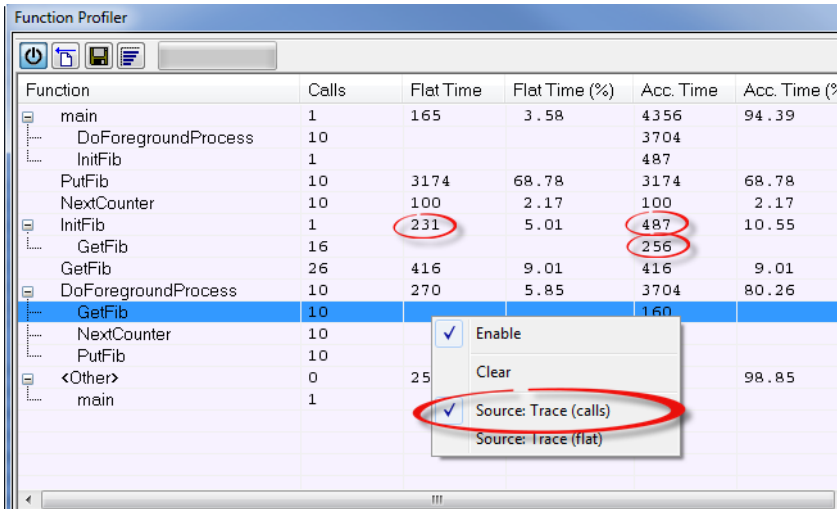 Function Profiler
Function Calls Flat Time Flat Time (%) Acc. Time Acc. Time (%
main 1 165 3.58 4356 94.39
DoForegroundProcess 10 3704
InitFib 1 487
PutFib 10 3174 68.78 3174 68.78
NextCounter 10 100 2.17 100 2.17
InitFib 1 231 5.01 487 10.55
GetFib 16 256
GetFib 26 416 9.01 416 9.01
DoForegroundProcess 10 270 5.85 3704 80.26
GetFib 10 160
NextCounter 10
PutFib 10
<Other> 0 25 98.85
main 1
Enable
Clear
Source: Trace (calls)
Source: Trace (flat)